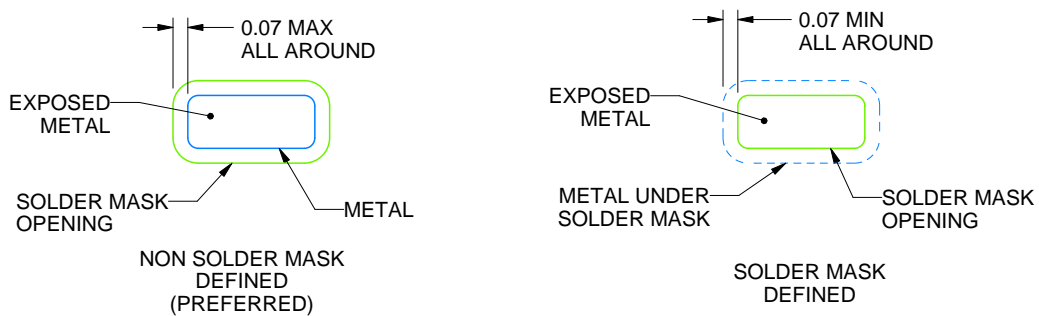 0.07 MAX
ALL AROUND
EXPOSED
METAL
SOLDER MASK
OPENING
METAL
NON SOLDER MASK
DEFINED
(PREFERRED)
0.07 MIN
ALL AROUND
EXPOSED
METAL
METAL UNDER
SOLDER MASK
SOLDER MASK
OPENING
SOLDER MASK
DEFINED